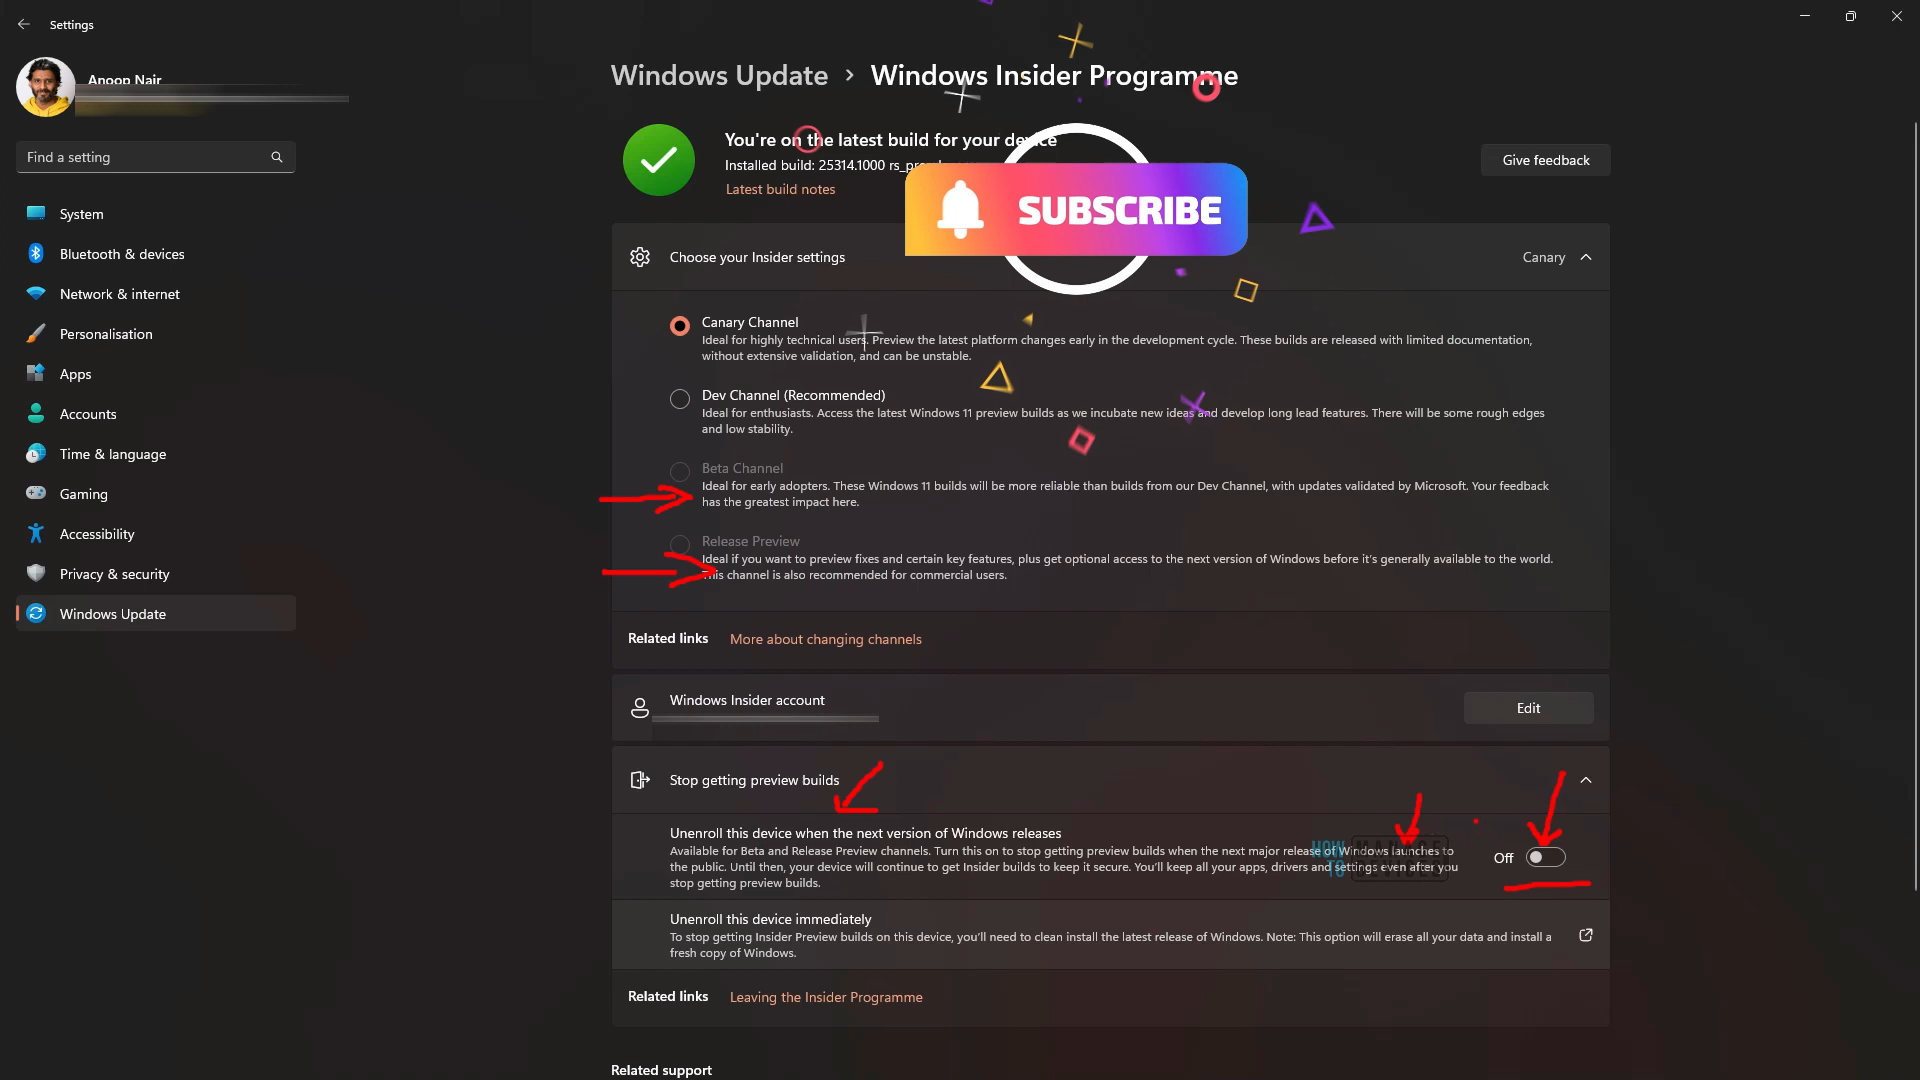 Settings
Anoop Nair
Find a setting
System
Bluetooth & devices
Network & internet
Personalisation
Apps
Accounts
Time & language
Gaming
Accessibility
Privacy & security
Windows Update
Windows Update › Windows Insider Programme
You're on the latest build for your device
Installed build: 25314.1000
Latest build notes
Give feedback
SUBSCRIBE
Choose your Insider settings
Canary
Canary Channel
Ideal for highly technical users. Preview the latest platform changes early in the development cycle. These builds are released with limited documentation,
without extensive validation, and can be unstable.
Dev Channel (Recommended)
Ideal for enthusiasts. Access the latest Windows 11 preview builds as we incubate new ideas and develop long lead features. There will be some rough edges
and low stability.
Beta Channel
Ideal for early adopters. These Windows 11 builds will be more reliable than builds from our Dev Channel, with updates validated by Microsoft. Your feedback
has the greatest impact here.
Release Preview
Ideal if you want to preview fixes and certain key features, plus get optional access to the next version of Windows before it's generally available to the world.
This channel is also recommended for commercial users.
Related links More about changing channels
Windows Insider account
Edit
Stop getting preview builds
Unenroll this device when the next version of Windows releases
Available for Beta and Release Preview channels. Turn this on to stop getting preview builds when the next major release of Windows launches to
the public. Until then, your device will continue to get Insider builds to keep it secure. You'll keep all your apps, drivers and settings even after you
stop getting preview builds.
Off
HOW
TO
MANAGE
DEVICES
Unenroll this device immediately
To stop getting Insider Preview builds on this device, you'll need to clean install the latest release of Windows. Note: This option will erase all your data and install a
fresh copy of Windows.
Related links Leaving the Insider Programme
Related support